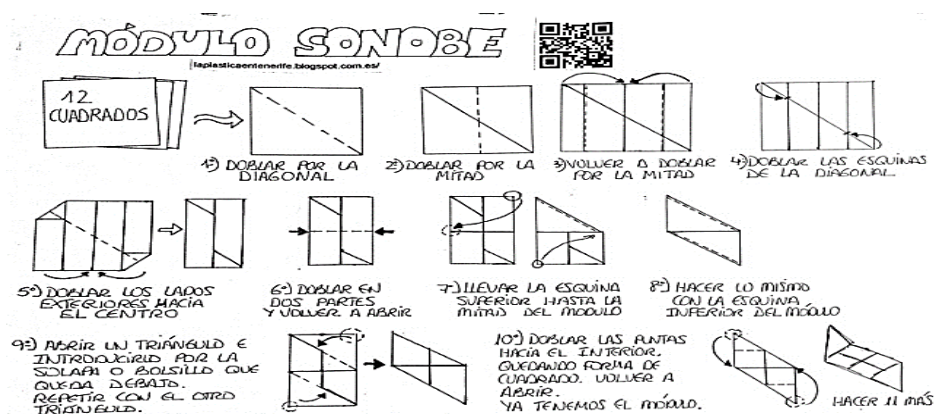 MÓDULO SONOBE
laplasticaentenerife.blogspot.com.es/
12
CUADRADOS
1º) DOBLAR POR LA
DIAGONAL
2º) DOBLAR POR LA
MITAD
3) VOLVER A DOBLAR
POR LA MITAD
4) DOBLAR LAS ESQUINAS
DE LA DIAGONAL
5º) DOBLAR LOS LADOS
EXTERIORES HACIA
EL CENTRO
6º) DOBLAR EN
DOS PARTES
Y VOLVER A ABRIR
7º) LLEVAR LA ESQUINA
SUPERIOR HASTA LA
MITAD DEL MODULO
8º) HACER LO MISMO
CON LA ESQUINA
INFERIOR DEL MÓDULO
9º) ABRIR UN TRIÁNGULO E
INTRODUCIRLO POR LA
SOLAPA O BOLSILLO QUE
QUEDA DEBAJO.
REPETIR CON EL OTRO
TRIÁNGULO.
10º) DOBLAR LAS PUNTAS
HACIA EL INTERIOR,
QUEDANDO FORMA DE
CUADRADO. VOLVER A
ABRIR.
YA TENEMOS EL MÓDULO.
HACER 11 MÁS